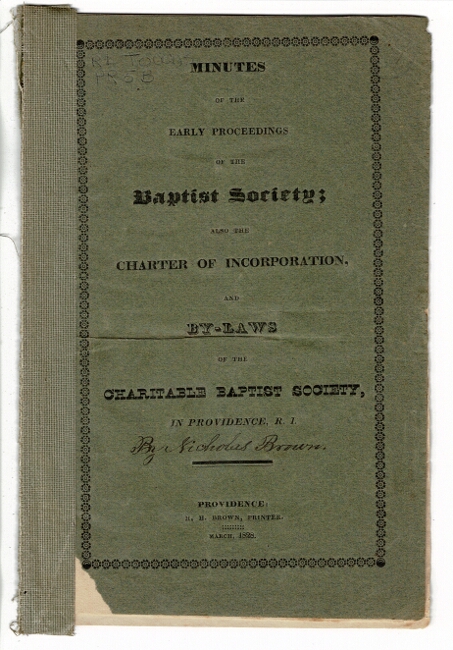 MINUTES
OF THE
EARLY PROCEEDINGS
OF THE
Baptist Society;
ALSO THE
CHARTER OF INCORPORATION,
AND
BY-LAWS
OF THE
CHARITABLE BAPTIST SOCIETY,
IN PROVIDENCE, R. I.
By Nicholas Brown.
PROVIDENCE:
H. H. BROWN, PRINTER.
MARCH, 1828.